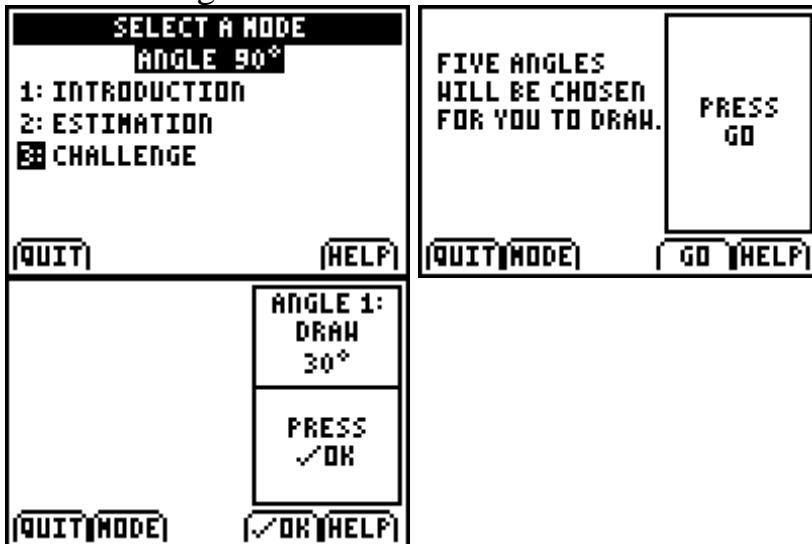 SELECT A MODE
ANGLE 90°
1: INTRODUCTION
2: ESTIMATION
3: CHALLENGE
QUIT HELP
FIVE ANGLES
WILL BE CHOSEN
FOR YOU TO DRAW.
PRESS
GO
QUIT MODE GO HELP
ANGLE 1:
DRAW
30°
PRESS
✓OK
QUIT MODE ✓OK HELP